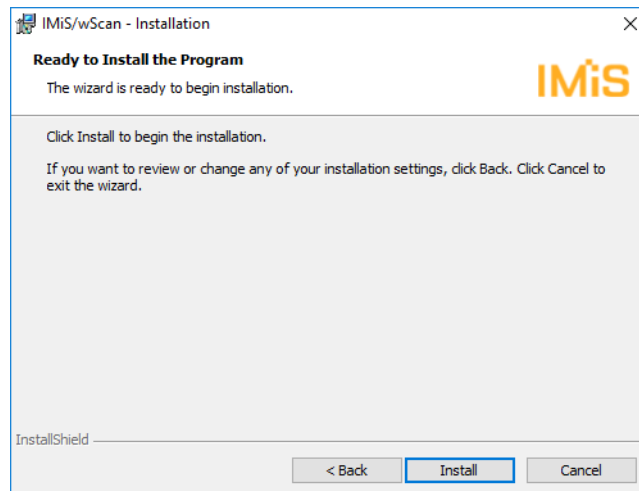 IMiS/wScan - Installation
Ready to Install the Program
The wizard is ready to begin installation.
IMiS
Click Install to begin the installation.
If you want to review or change any of your installation settings, click Back. Click Cancel to
exit the wizard.
InstallShield
< Back Install Cancel